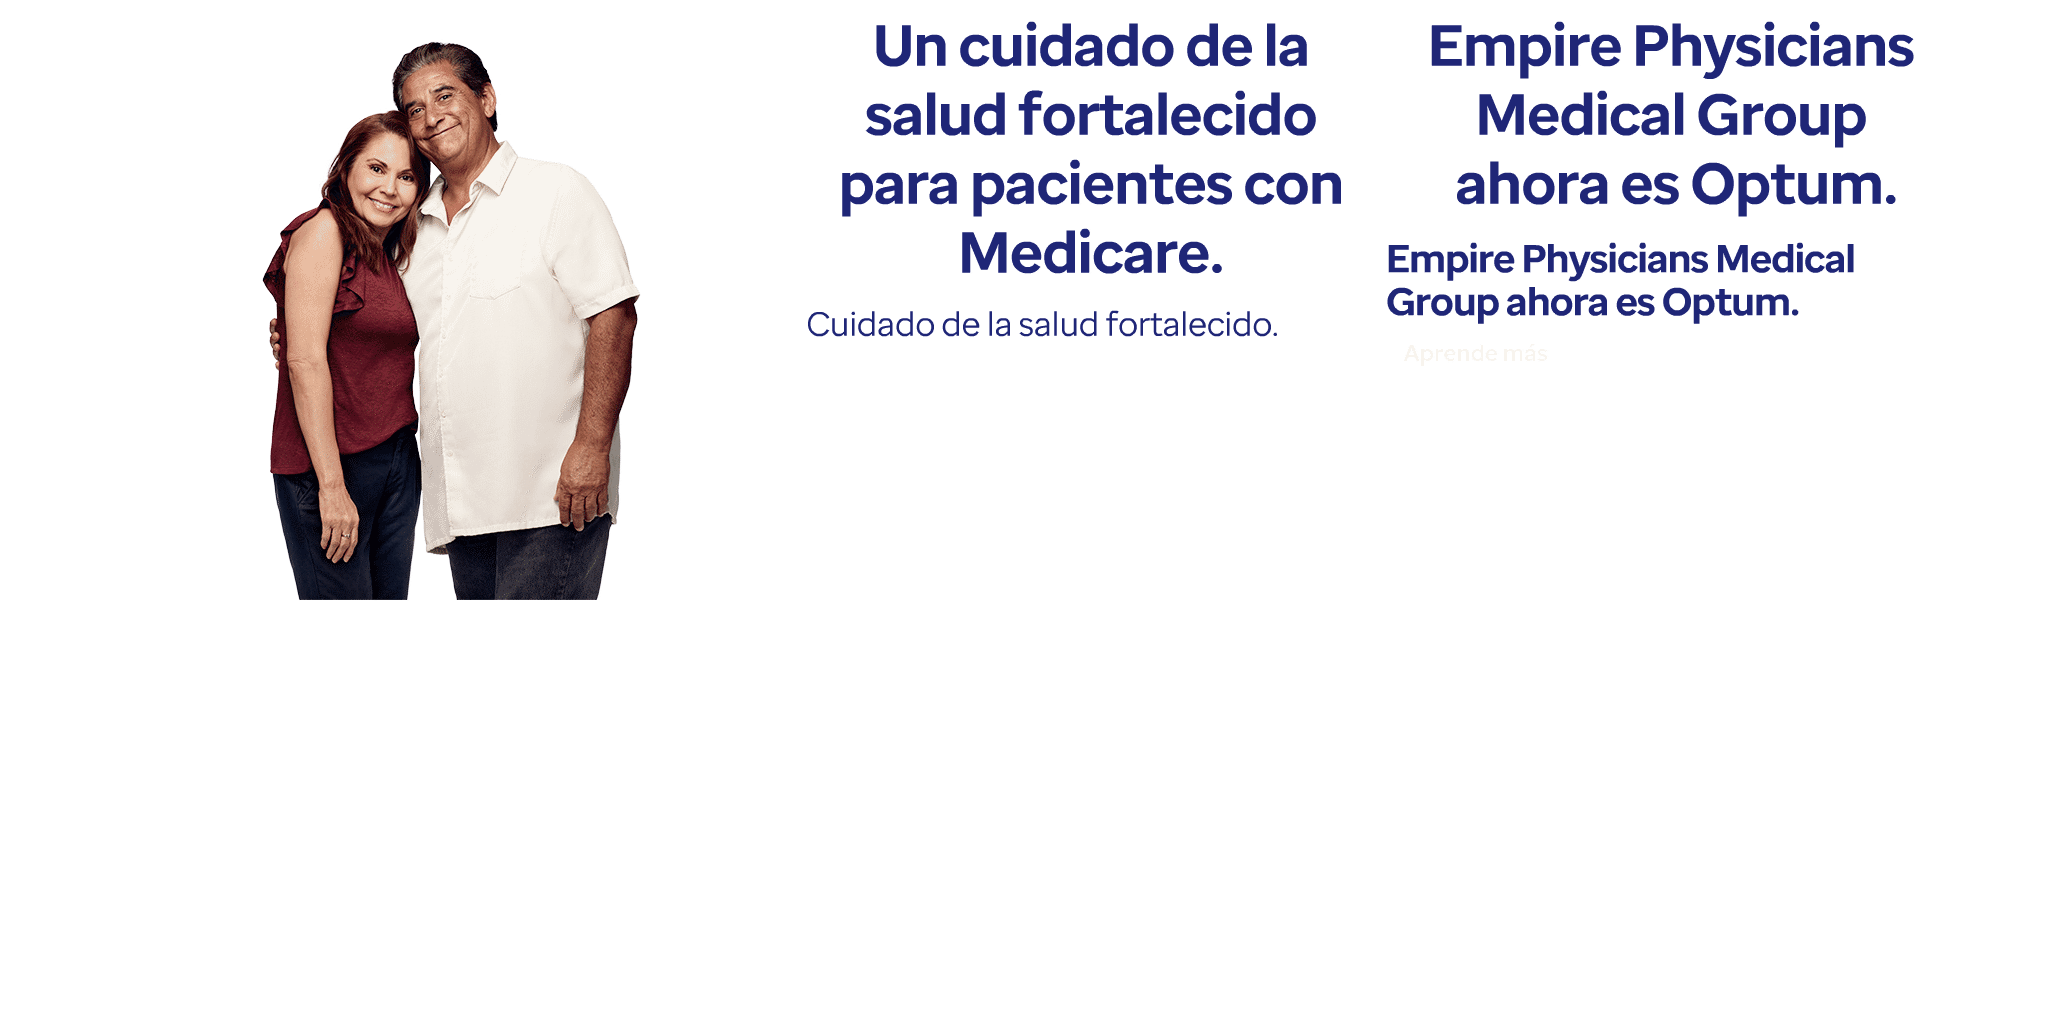 Un cuidado de la
salud fortalecido
para pacientes con
Medicare.
Cuidado de la salud fortalecido.
Empire Physicians
Medical Group
ahora es Optum.
Empire Physicians Medical
Group ahora es Optum.
Aprende más